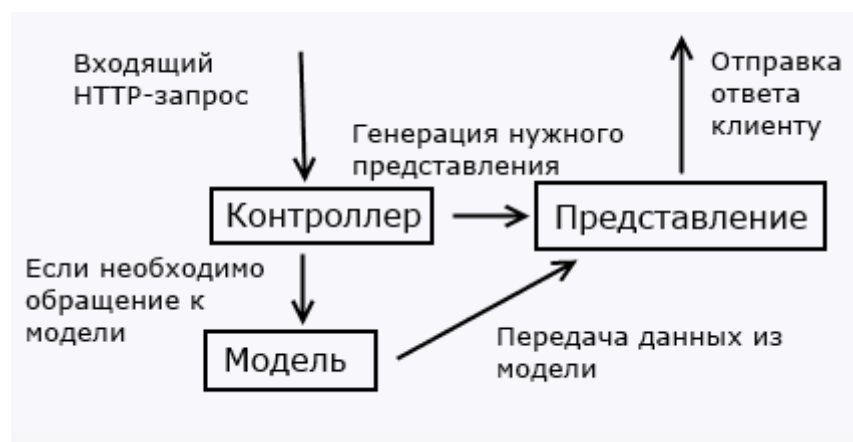 Входящий
HTTP-запрос
Отправка
ответа
клиенту
Генерация нужного
представления
Контроллер
Представление
Если необходимо
обращение к
модели
Модель
Передача данных из
модели